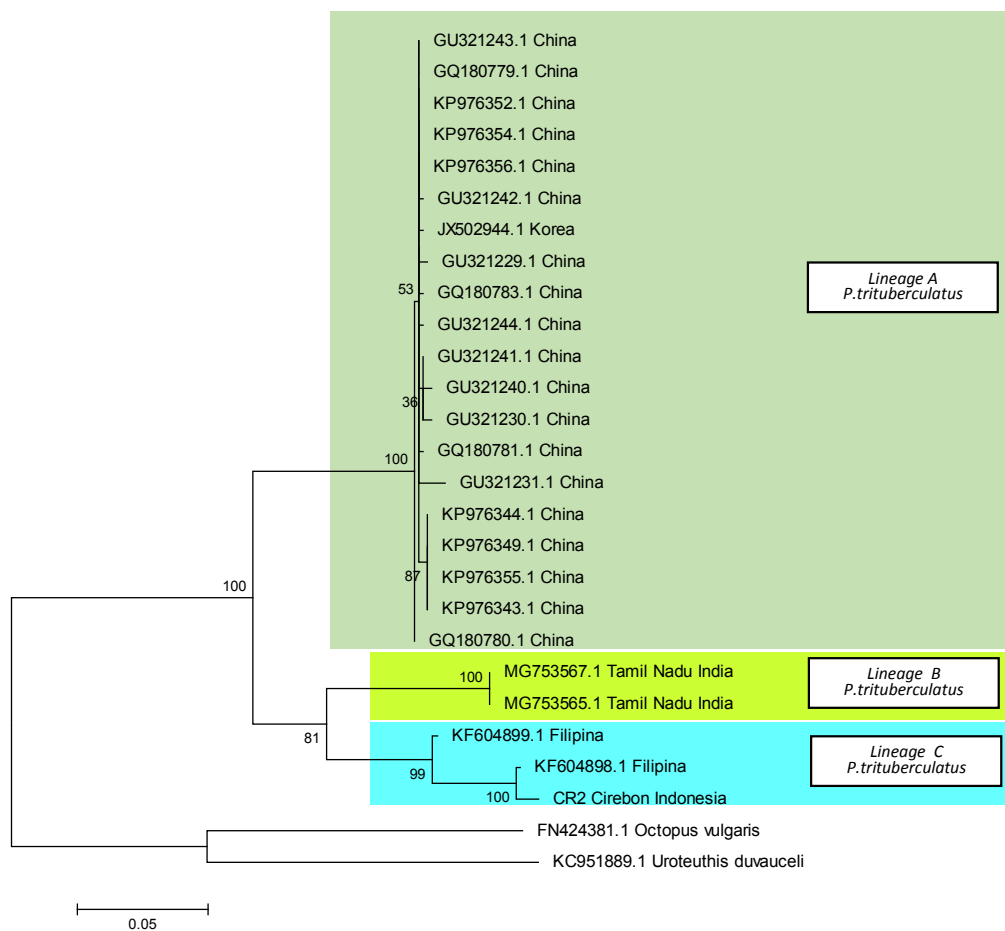 GU321243.1 China
GQ180779.1 China
KP976352.1 China
KP976354.1 China
KP976356.1 China
GU321242.1 China
JX502944.1 Korea
GU321229.1 China
Lineage A
P.trituberculatus
53
GQ180783.1 China
GU321244.1 China
GU321241.1 China
GU321240.1 China
36
GU321230.1 China
GQ180781.1 China
100
GU321231.1 China
KP976344.1 China
KP976349.1 China
KP976355.1 China
87
100
KP976343.1 China
GQ180780.1 China
MG753567.1 Tamil Nadu India
100
Lineage B
P.trituberculatus
MG753565.1 Tamil Nadu India
81
KF604899.1 Filipina
Lineage C
P.trituberculatus
KF604898.1 Filipina
99
100
CR2 Cirebon Indonesia
FN424381.1 Octopus vulgaris
KC951889.1 Uroteuthis duvauceli
0.05